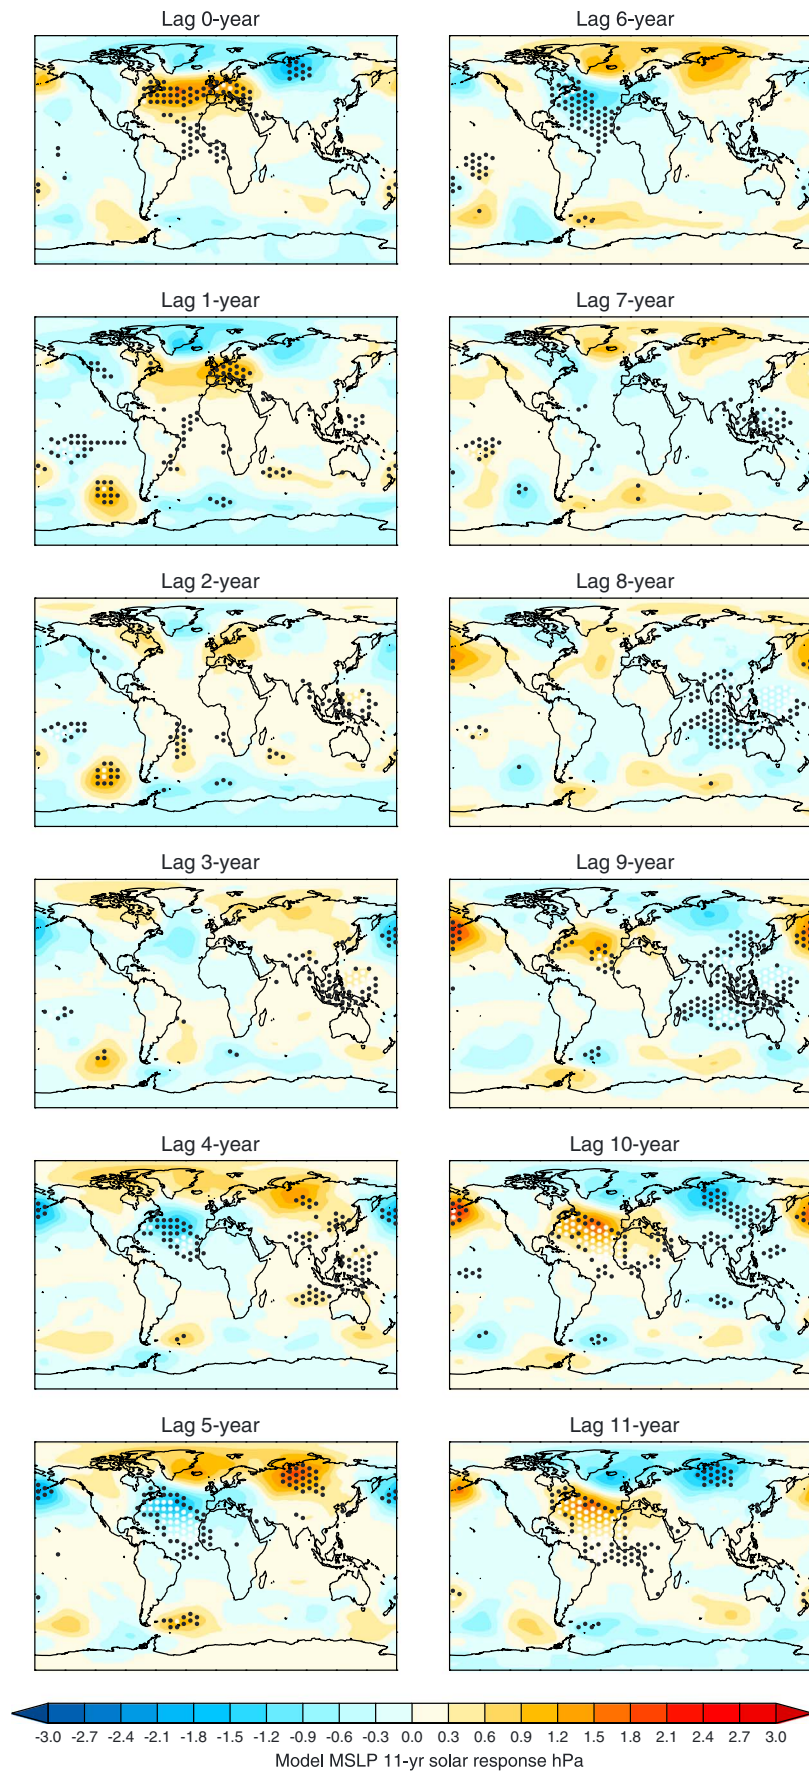 Lag 0-year
Lag 6-year
Lag 1-year
Lag 7-year
Lag 2-year
Lag 8-year
Lag 3-year
Lag 9-year
Lag 4-year
Lag 10-year
Lag 5-year
Lag 11-year
-3.0 -2.7 -2.4 -2.1 -1.8 -1.5 -1.2 -0.9 -0.6 -0.3 0.0 0.3 0.6 0.9 1.2 1.5 1.8 2.1 2.4 2.7 3.0
Model MSLP 11-yr solar response hPa